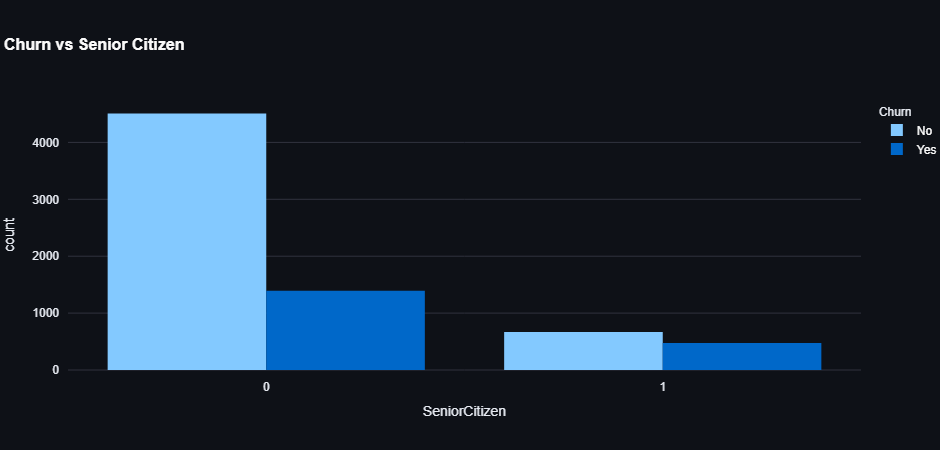 Churn vs Senior Citizen
Churn
No
Yes
4000
3000
2000
1000
0
count
0 1
SeniorCitizen